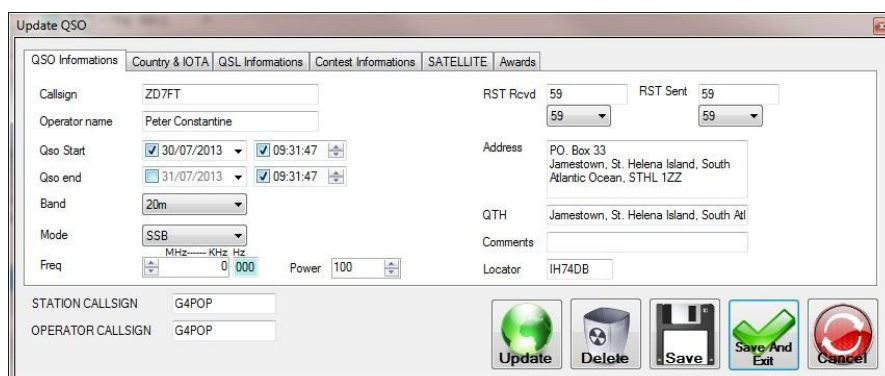 Update QSO
QSO Informations Country & IOTA QSL Informations Contest Informations SATELLITE Awards
Callsign ZD7FT RST Rcvd 59 RST Sent 59
59 59
Operator name Peter Constantine
Qso Start 30/07/2013 09:31:47 Address PO. Box 33
Jamestown, St. Helena Island, South
Atlantic Ocean, STHL 1ZZ
Qso end 31/07/2013 09:31:47
Band 20m
QTH Jamestown, St. Helena Island, South Atl
Mode SSB Comments
MHz------ KHz Hz
Freq 0 000 Power 100 Locator IH74DB
STATION CALLSIGN G4POP
OPERATOR CALLSIGN G4POP
Update Delete Save Save And Exit Cancel